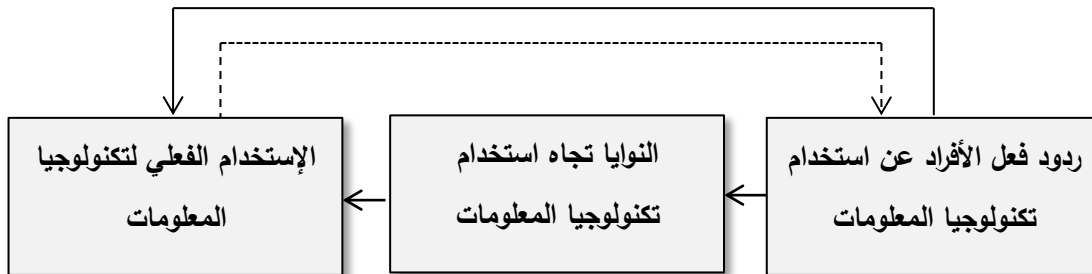 ردود فعل الأفراد عن استخدام
تكنولوجيا المعلومات
النوايا تجاه استخدام
تكنولوجيا المعلومات
الإستخدام الفعلي لتكنولوجيا
المعلومات